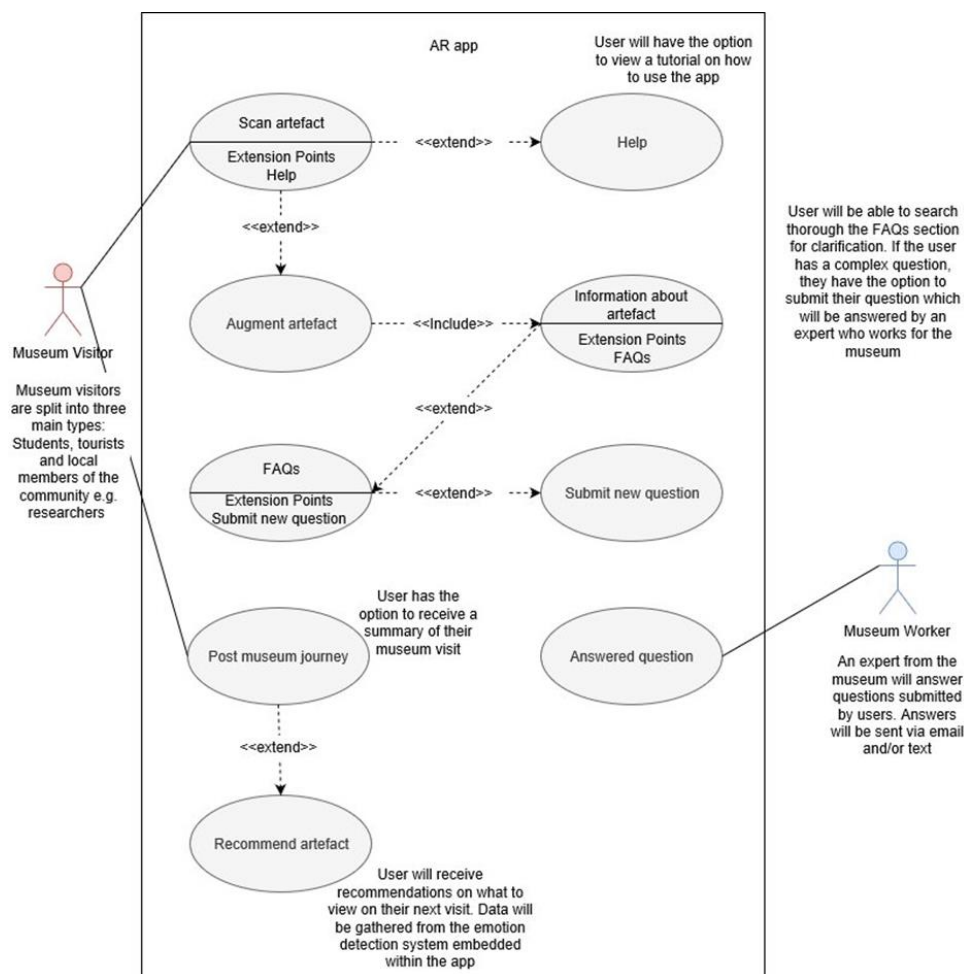 AR app
User will have the option
to view a tutorial on how
to use the app
Scan artefact
Extension Points
Help
<<extend>>
Help
<<extend>>
User will be able to search
thorough the FAQs section
for clarification. If the user
has a complex question,
they have the option to
submit their question which
will be answered by an
expert who works for the
museum
Museum Visitor
Museum visitors
are split into three
main types:
Students, tourists
and local
members of the
community e.g.
researchers
Augment artefact
<<Include>>
Information about
artefact
Extension Points
FAQs
<<extend>>
FAQs
Extension Points
Submit new question
<<extend>>
Submit new question
User has the
option to receive a
summary of their
museum visit
Post museum journey
Answered question
Museum Worker
An expert from the
museum will answer
questions submitted
by users. Answers
will be sent via email
and/or text
<<extend>>
Recommend artefact
User will receive
recommendations on what to
view on their next visit. Data will
be gathered from the emotion
detection system embedded
within the app